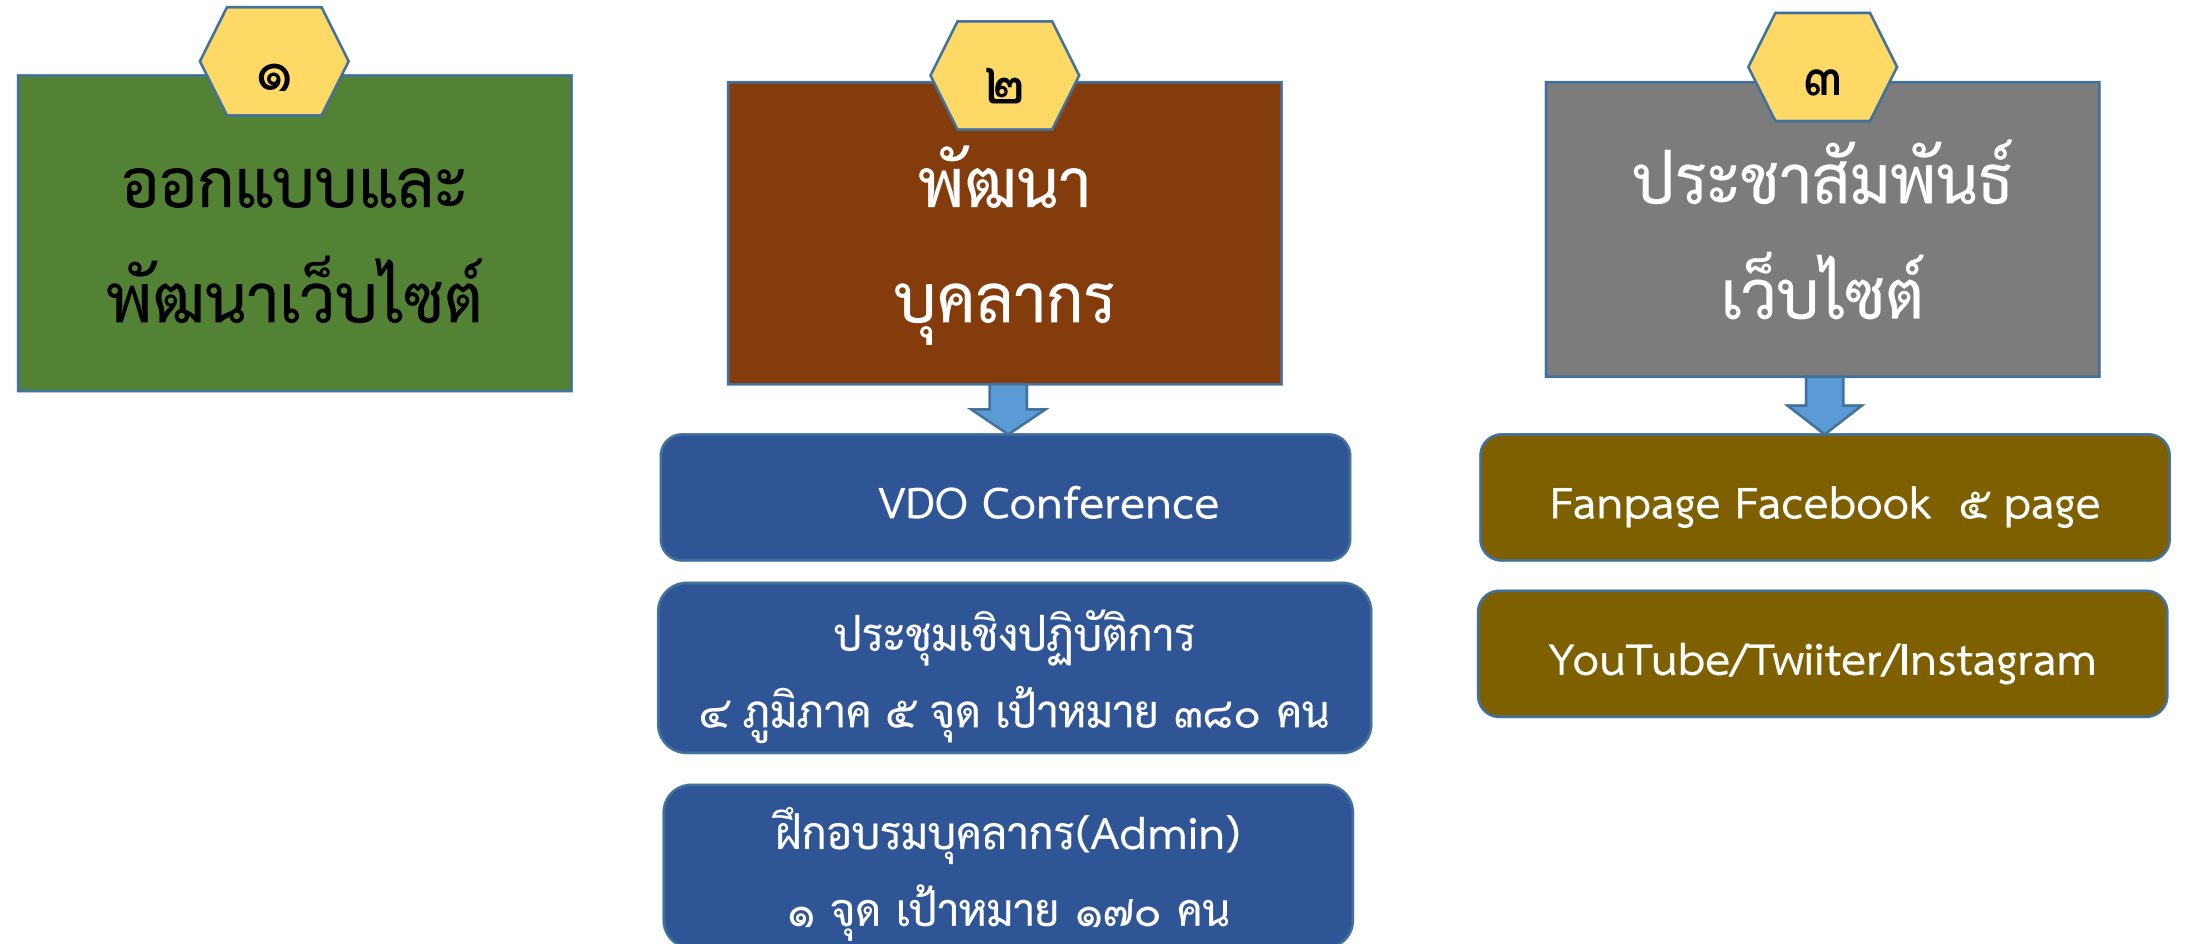 ๑
ออกแบบและ
พัฒนาเว็บไซต์
๒
พัฒนา
บุคลากร
VDO Conference
ประชุมเชิงปฏิบัติการ
๔ ภูมิภาค ๕ จุด เป้าหมาย ๓๘๐ คน
ฝึกอบรมบุคลากร(Admin)
๑ จุด เป้าหมาย ๑๗๐ คน
๓
ประชาสัมพันธ์
เว็บไซต์
Fanpage Facebook ๕ page
YouTube/Twiiter/Instagram